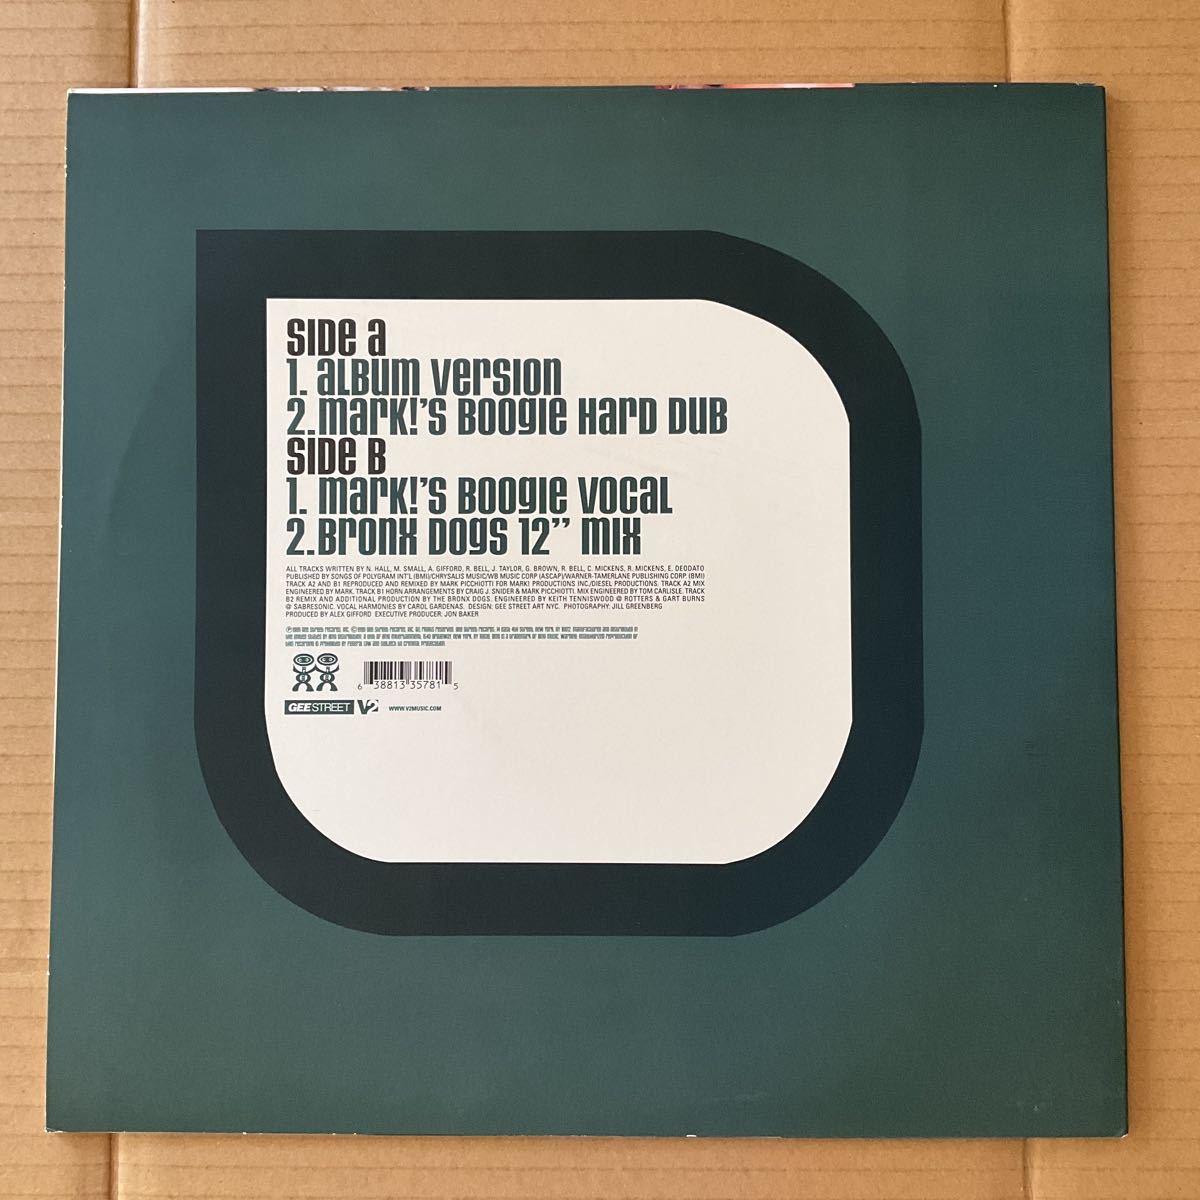 SIDE A
1. ALBUM VERSION
2. MARK!'S BOOGIE HARD DUB
SIDE B
1. MARK!'S BOOGIE VOCAL
2. BRONX DOGS 12" MIX
ALL TRACKS WRITTEN BY N. HALL, M. SMALL, A. GIFFORD, R. BELL, J. TAYLOR, G. BROWN, R. BELL, C. MICKENS, R. MICKENS, E. DEODATO
PUBLISHED BY SONGS OF POLYGRAM INT'L (BMI)/CHRYSALIS MUSIC/WB MUSIC CORP (ASCAP)/WARNER-TAMERLANE PUBLISHING CORP (BMI)
TRACK A2 AND B1 REPRODUCED AND REMIXED BY MARK PICCHIOTTI FOR MARK! PRODUCTIONS INC./DIESEL PRODUCTIONS. TRACK A2 MIX
ENGINEERED BY MARK. TRACK B1 HORN ARRANGEMENTS BY CRAIG J. SNIDER & MARK PICCHIOTTI. MIX ENGINEERED BY TOM CARLISLE. TRACK
B2 REMIX AND ADDITIONAL PRODUCTION BY THE BRONX DOGS. ENGINEERED BY KEITH TENNISWOOD @ ROTTERS & GART BURNS
@ SABRESONIC. VOCAL HARMONIES BY CAROL GARDENAS. DESIGN: GEE STREET ART NYC. PHOTOGRAPHY: JILL GREENBERG
PRODUCED BY ALEX GIFFORD. EXECUTIVE PRODUCER: JON BAKER
6 38813 35781 5
GEE STREET V2 WWW.V2MUSIC.COM